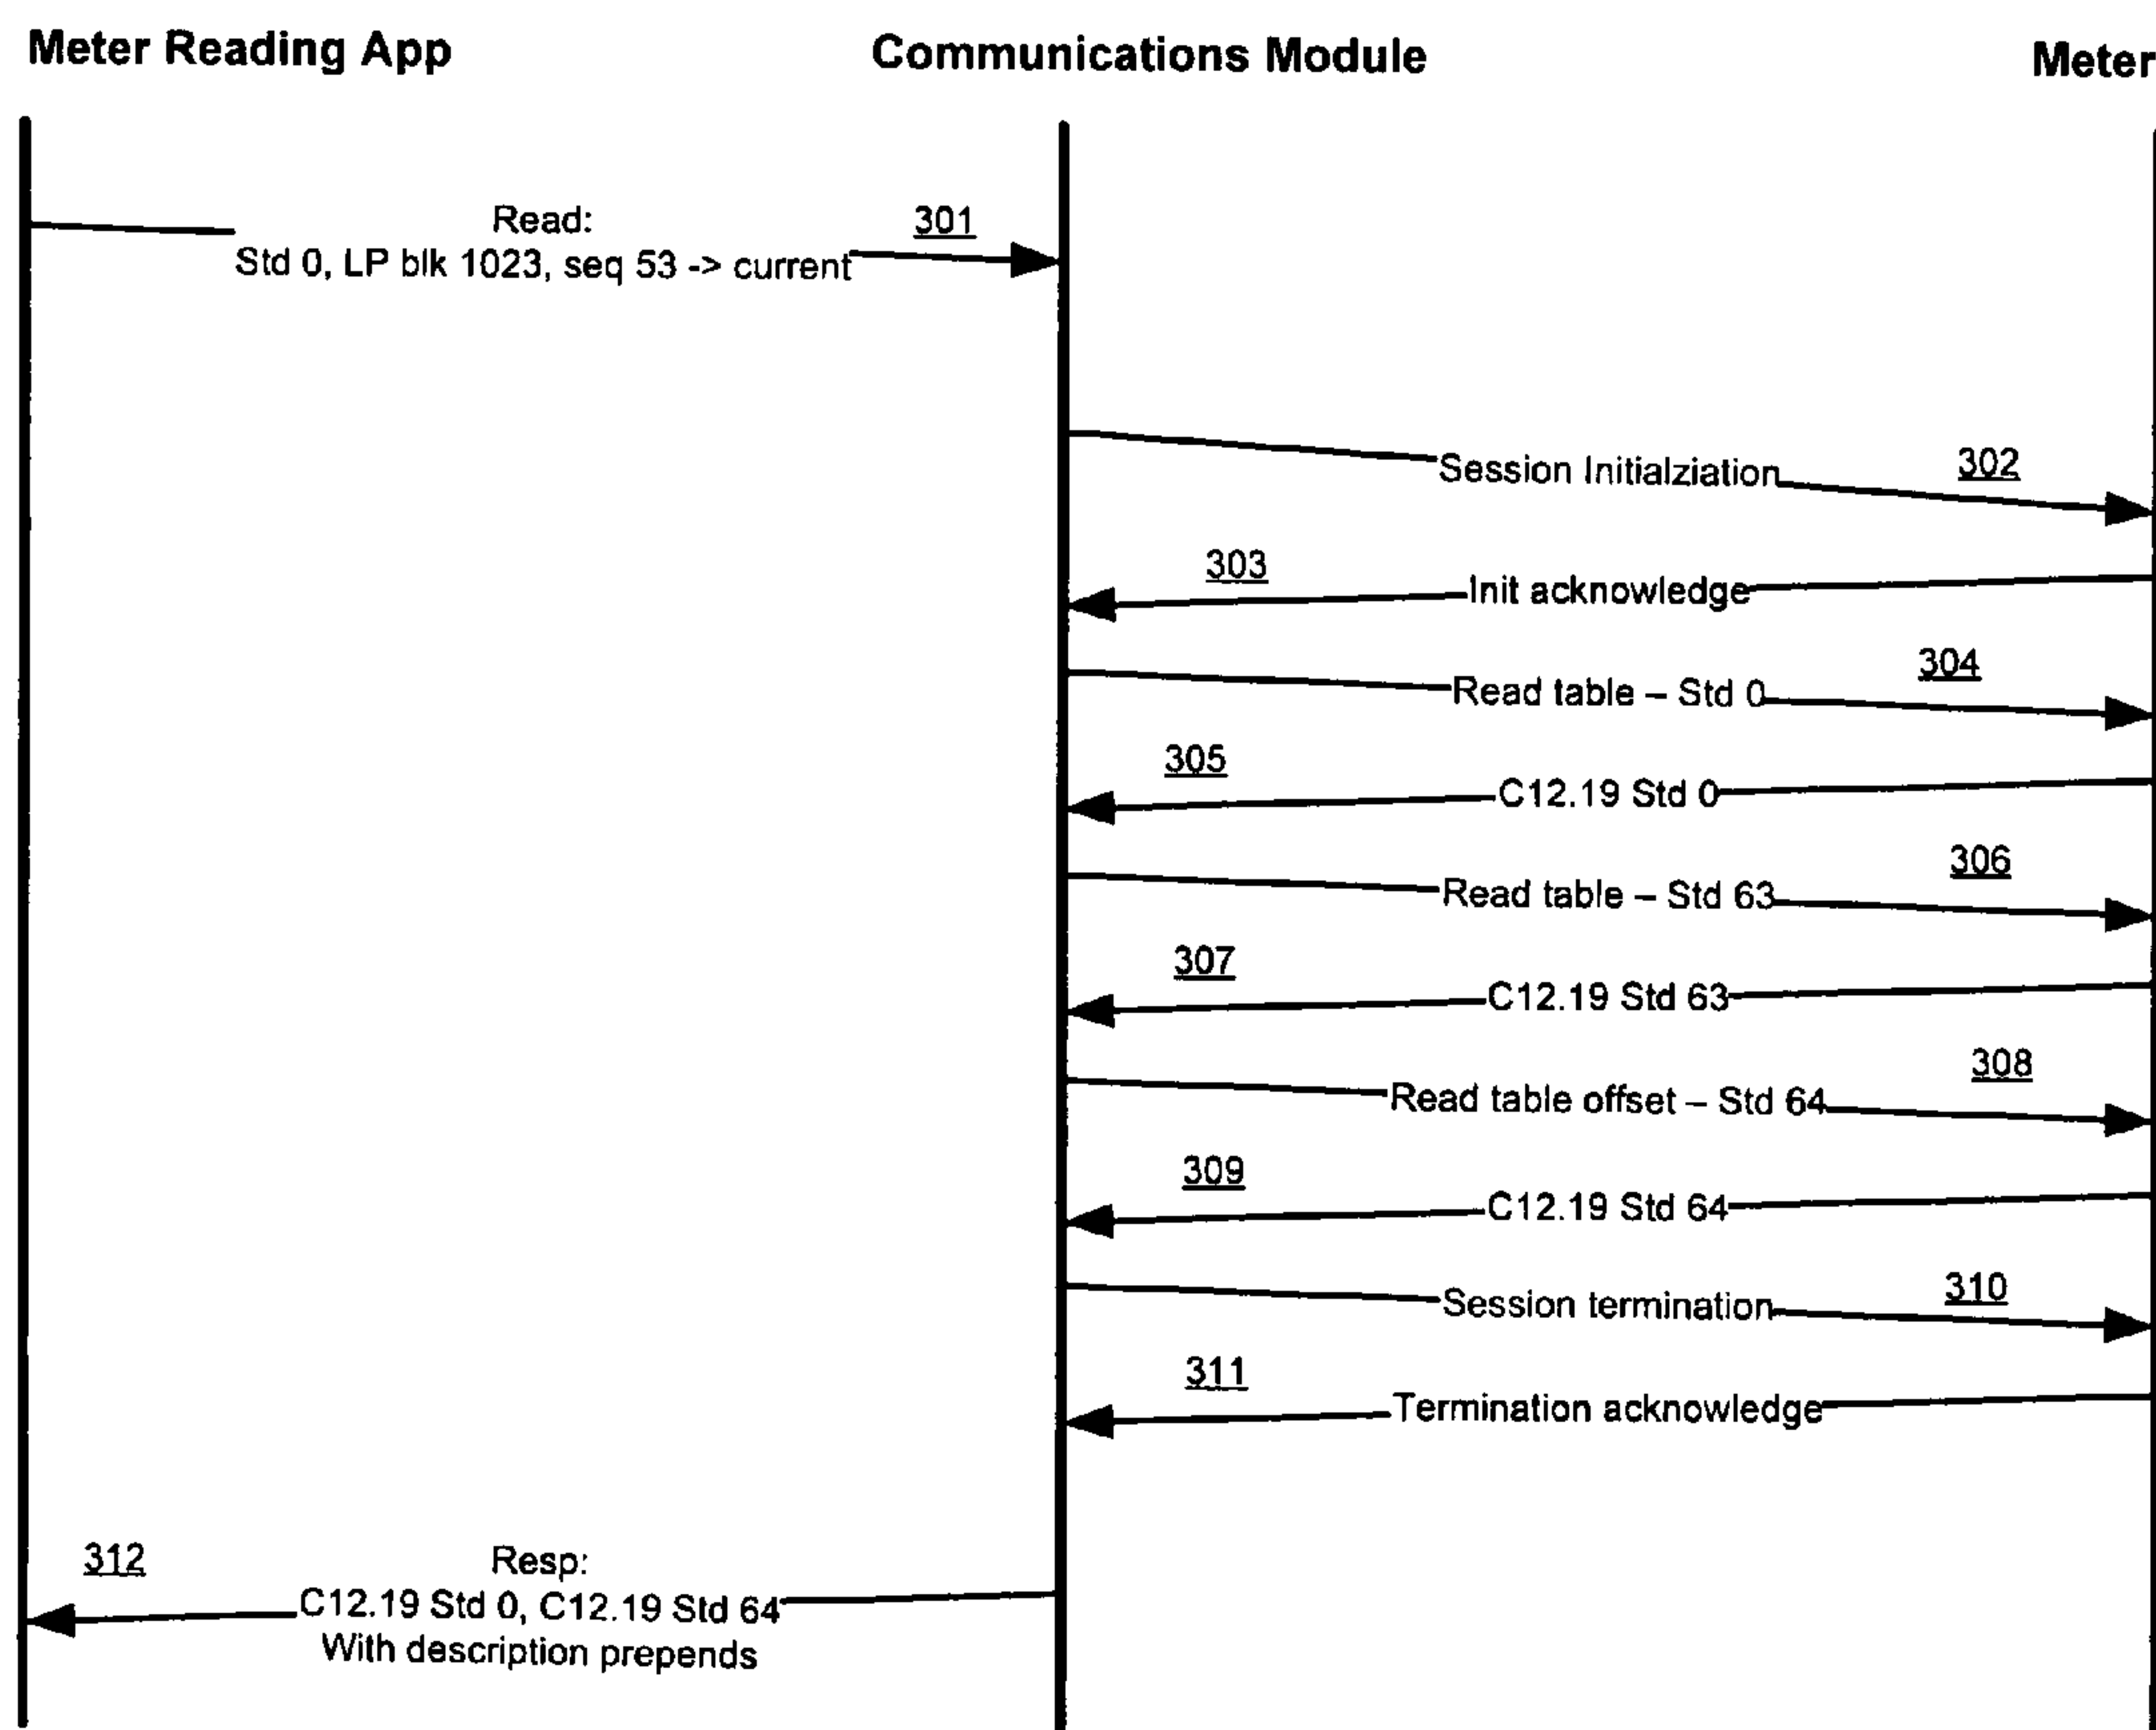 Meter Reading App
Communications Module
Meter
Read:
301
Std 0, LP blk 1023, seq 53 -> current
Session Initialziation
302
303
Init acknowledge
304
Read table – Std 0
305
C12.19 Std 0
306
Read table – Std 63
307
C12.19 Std 63
308
Read table offset – Std 64
309
C12.19 Std 64
310
Session termination
311
Termination acknowledge
312
Resp:
C12.19 Std 0, C12.19 Std 64
With description prepends